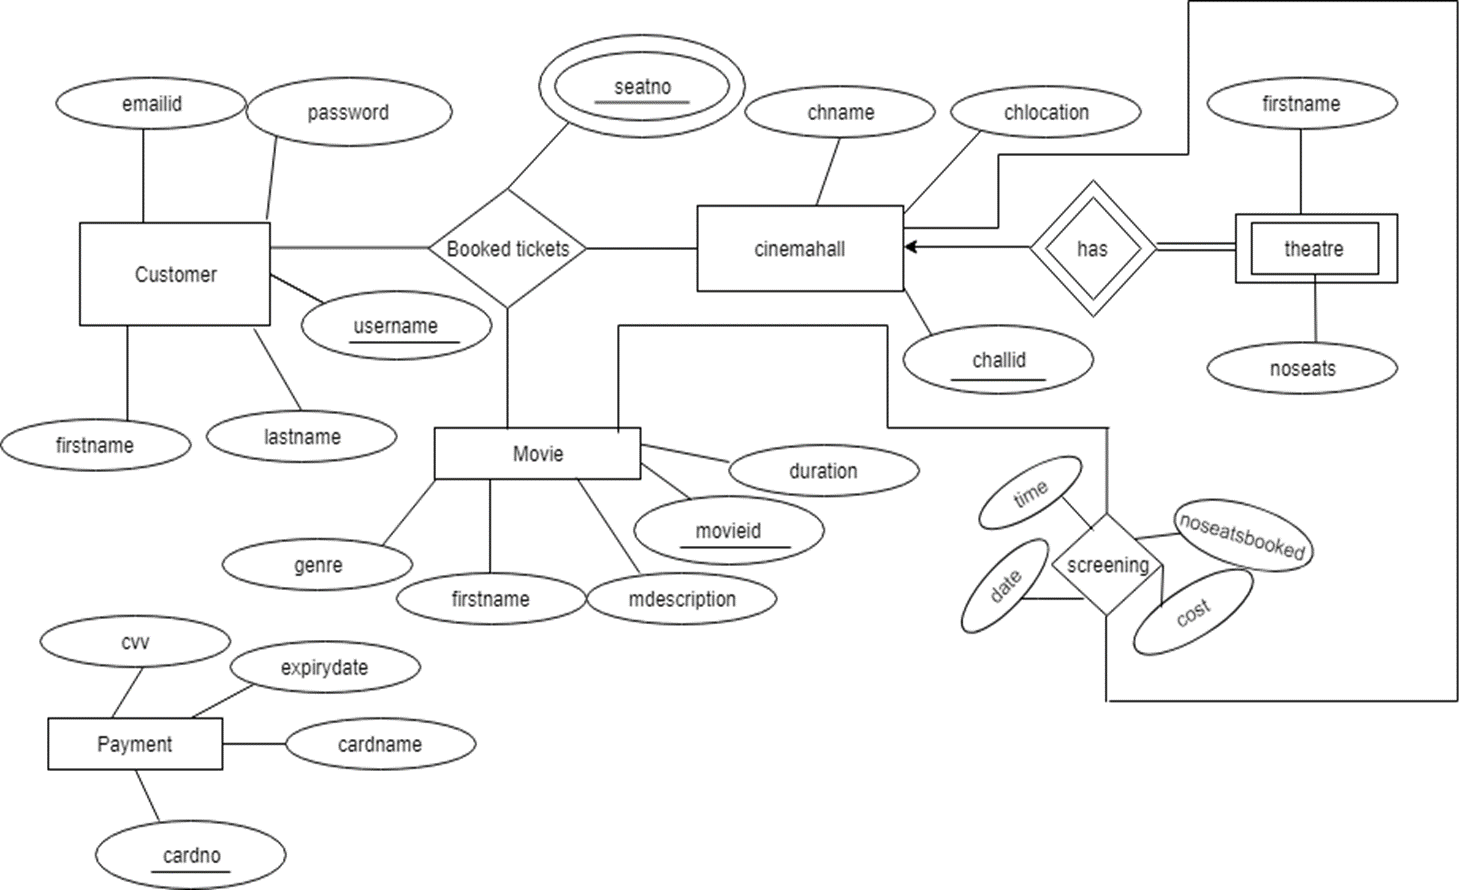 seatno
emailid
password
chname
chlocation
firstname
Customer
Booked tickets
cinemahall
has
theatre
username
challid
noseats
firstname
lastname
Movie
duration
time
noseatsbooked
movieid
genre
firstname
mdescription
screening
date
cost
cvv
expirydate
Payment
cardname
cardno